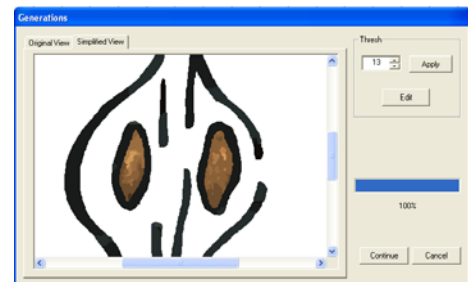 Generations
Original View Simplified View
Thresh
13 Apply
Edit
100%
Continue Cancel